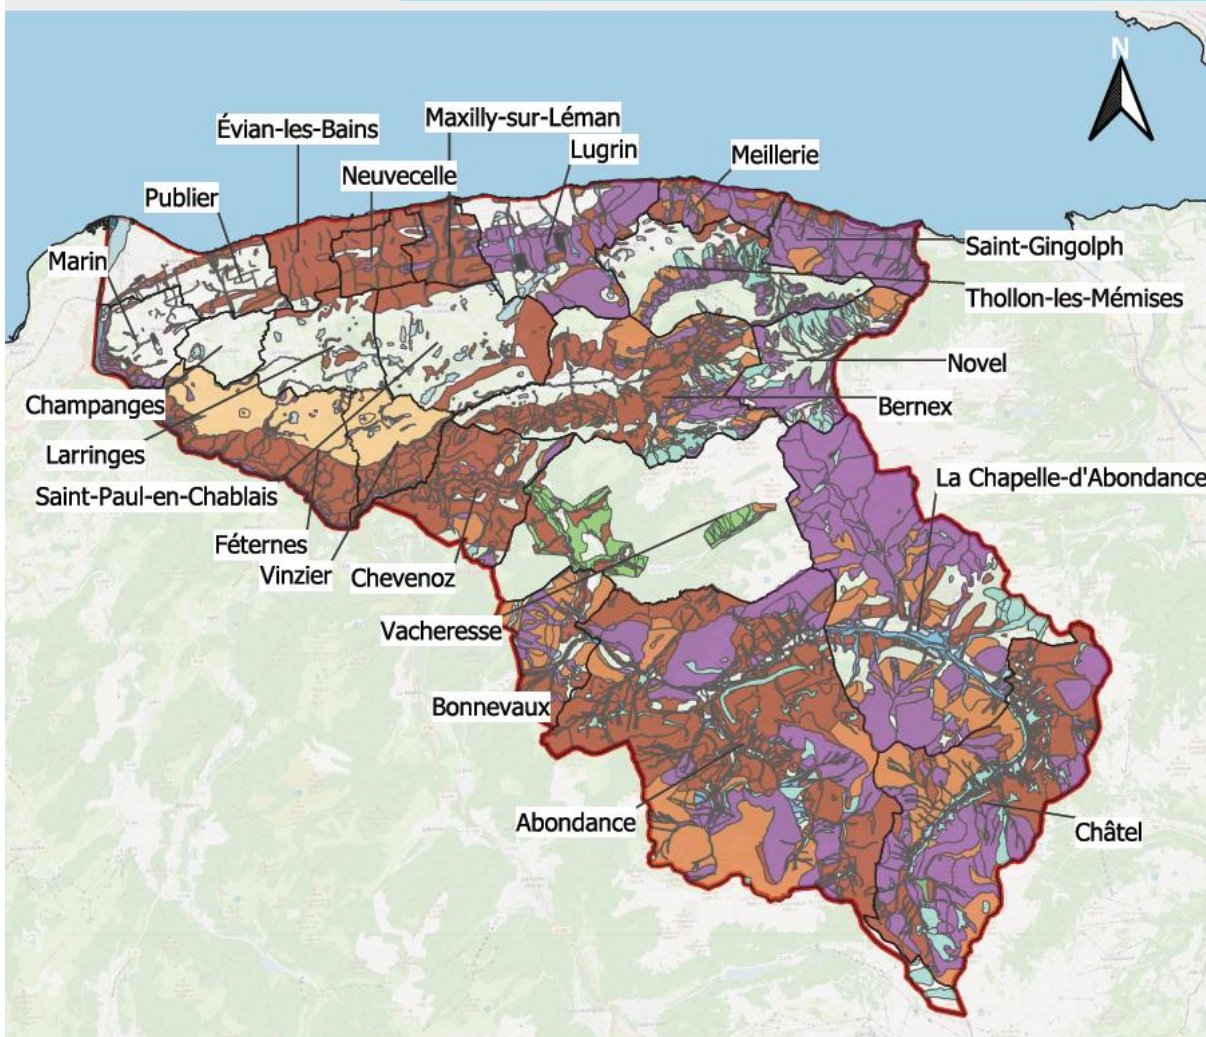 N
Maxilly-sur-Léman
Évian-les-Bains
Lugrin
Meillerie
Neuvecelle
Publier
Saint-Gingolph
Marin
Thollon-les-Mémises
Novel
Champanges
Bernex
Larringes
La Chapelle-d'Abondance
Saint-Paul-en-Chablais
Féternes
Vinzier
Chevenoz
Vacheresse
Bonnevaux
Abondance
Châtel